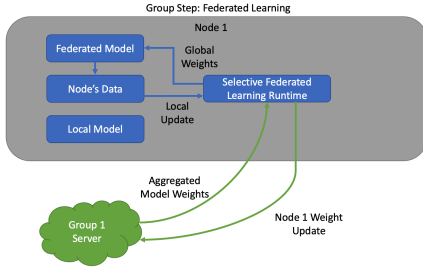 Group Step: Federated Learning
Node 1
Federated Model
Global
Weights
Node's Data
Selective Federated
Learning Runtime
Local
Update
Local Model
Aggregated
Model Weights
Group 1
Server
Node 1 Weight
Update